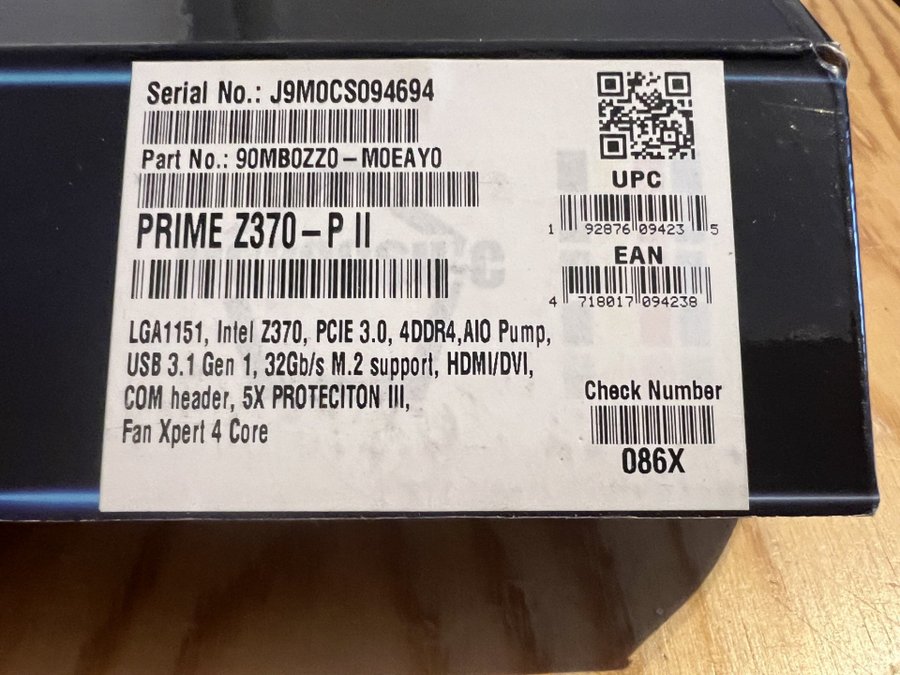 Serial No.: J9M0CS094694
Part No.: 90MB0ZZ0-M0EAY0
PRIME Z370-P II
LGA1151, Intel Z370, PCIE 3.0, 4DDR4,AIO Pump,
USB 3.1 Gen 1, 32Gb/s M.2 support, HDMI/DVI,
COM header, 5X PROTECITON III,
Fan Xpert 4 Core
UPC
1 92876 09423 5
EAN
4 718017 094238
Check Number
086X